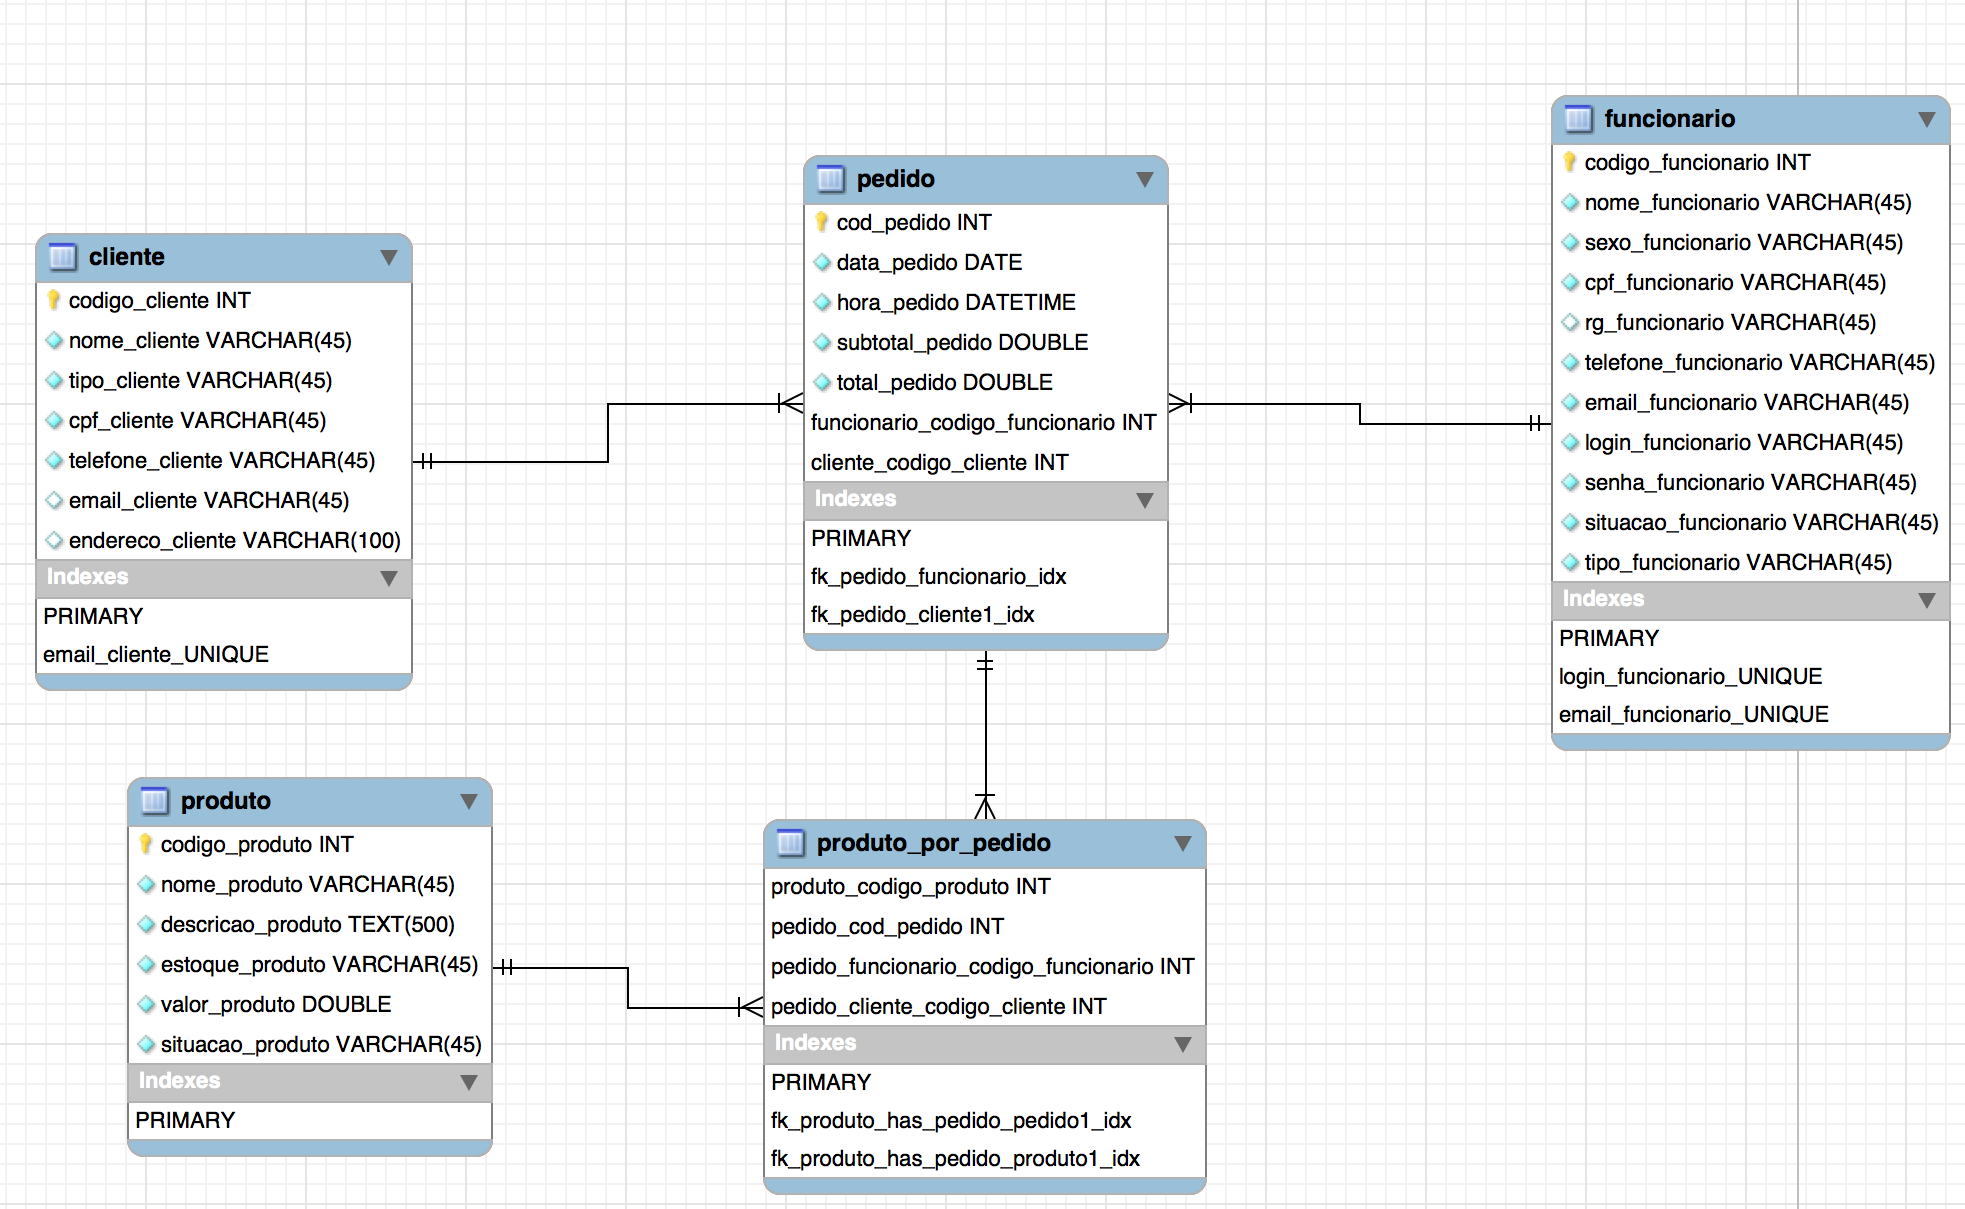 cliente
codigo_cliente INT
nome_cliente VARCHAR(45)
tipo_cliente VARCHAR(45)
cpf_cliente VARCHAR(45)
telefone_cliente VARCHAR(45)
email_cliente VARCHAR(45)
endereco_cliente VARCHAR(100)
Indexes
PRIMARY
email_cliente_UNIQUE
pedido
cod_pedido INT
data_pedido DATE
hora_pedido DATETIME
subtotal_pedido DOUBLE
total_pedido DOUBLE
funcionario_codigo_funcionario INT
cliente_codigo_cliente INT
Indexes
PRIMARY
fk_pedido_funcionario_idx
fk_pedido_cliente1_idx
funcionario
codigo_funcionario INT
nome_funcionario VARCHAR(45)
sexo_funcionario VARCHAR(45)
cpf_funcionario VARCHAR(45)
rg_funcionario VARCHAR(45)
telefone_funcionario VARCHAR(45)
email_funcionario VARCHAR(45)
login_funcionario VARCHAR(45)
senha_funcionario VARCHAR(45)
situacao_funcionario VARCHAR(45)
tipo_funcionario VARCHAR(45)
Indexes
PRIMARY
login_funcionario_UNIQUE
email_funcionario_UNIQUE
produto
codigo_produto INT
nome_produto VARCHAR(45)
descricao_produto TEXT(500)
estoque_produto VARCHAR(45)
valor_produto DOUBLE
situacao_produto VARCHAR(45)
Indexes
PRIMARY
produto_por_pedido
produto_codigo_produto INT
pedido_cod_pedido INT
pedido_funcionario_codigo_funcionario INT
pedido_cliente_codigo_cliente INT
Indexes
PRIMARY
fk_produto_has_pedido_pedido1_idx
fk_produto_has_pedido_produto1_idx